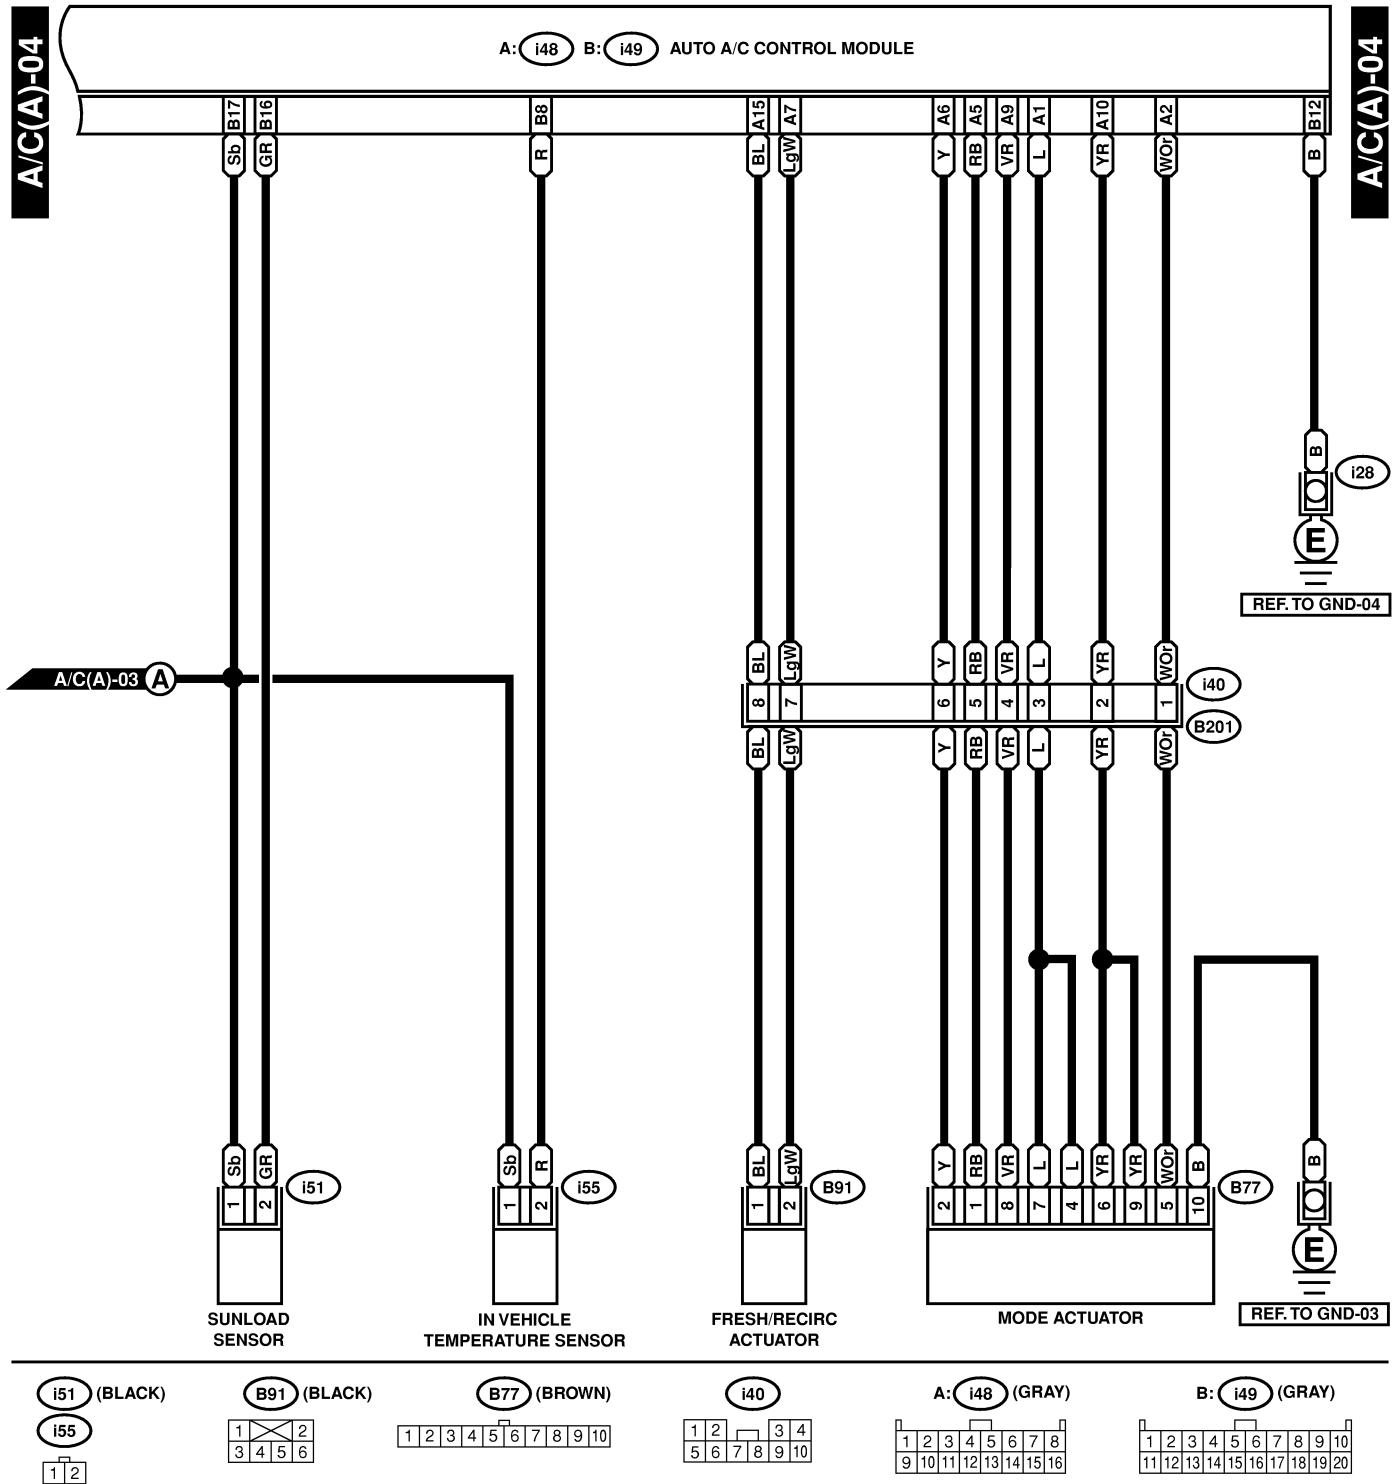 A/C(A)-04
A: i48 B: i49 AUTO A/C CONTROL MODULE
A/C(A)-04
B17 B16 B8 A15 A7 A6 A5 A9 A1 A10 A2 B12
Sb GR R BL LgW Y RB VR L YR WOr B
B
i28
E
REF. TO GND-04
A/C(A)-03 A
BL LgW Y RB VR L YR WOr
i40
8 7 6 5 4 3 2 1
B201
BL LgW Y RB VR L YR WOr
Sb GR Sb R BL LgW Y RB VR L L YR YR WOr B B
i51 i55 B91 B77
1 2 1 2 1 2 2 1 8 7 4 6 9 5 10
E
SUNLOAD
SENSOR
IN VEHICLE
TEMPERATURE SENSOR
FRESH/RECIRC
ACTUATOR
MODE ACTUATOR
REF. TO GND-03
i51 (BLACK)
i55
1 2
B91 (BLACK)
1 2
3 4 5 6
B77 (BROWN)
1 2 3 4 5 6 7 8 9 10
i40
1 2 3 4
5 6 7 8 9 10
A: i48 (GRAY)
1 2 3 4 5 6 7 8
9 10 11 12 13 14 15 16
B: i49 (GRAY)
1 2 3 4 5 6 7 8 9 10
11 12 13 14 15 16 17 18 19 20